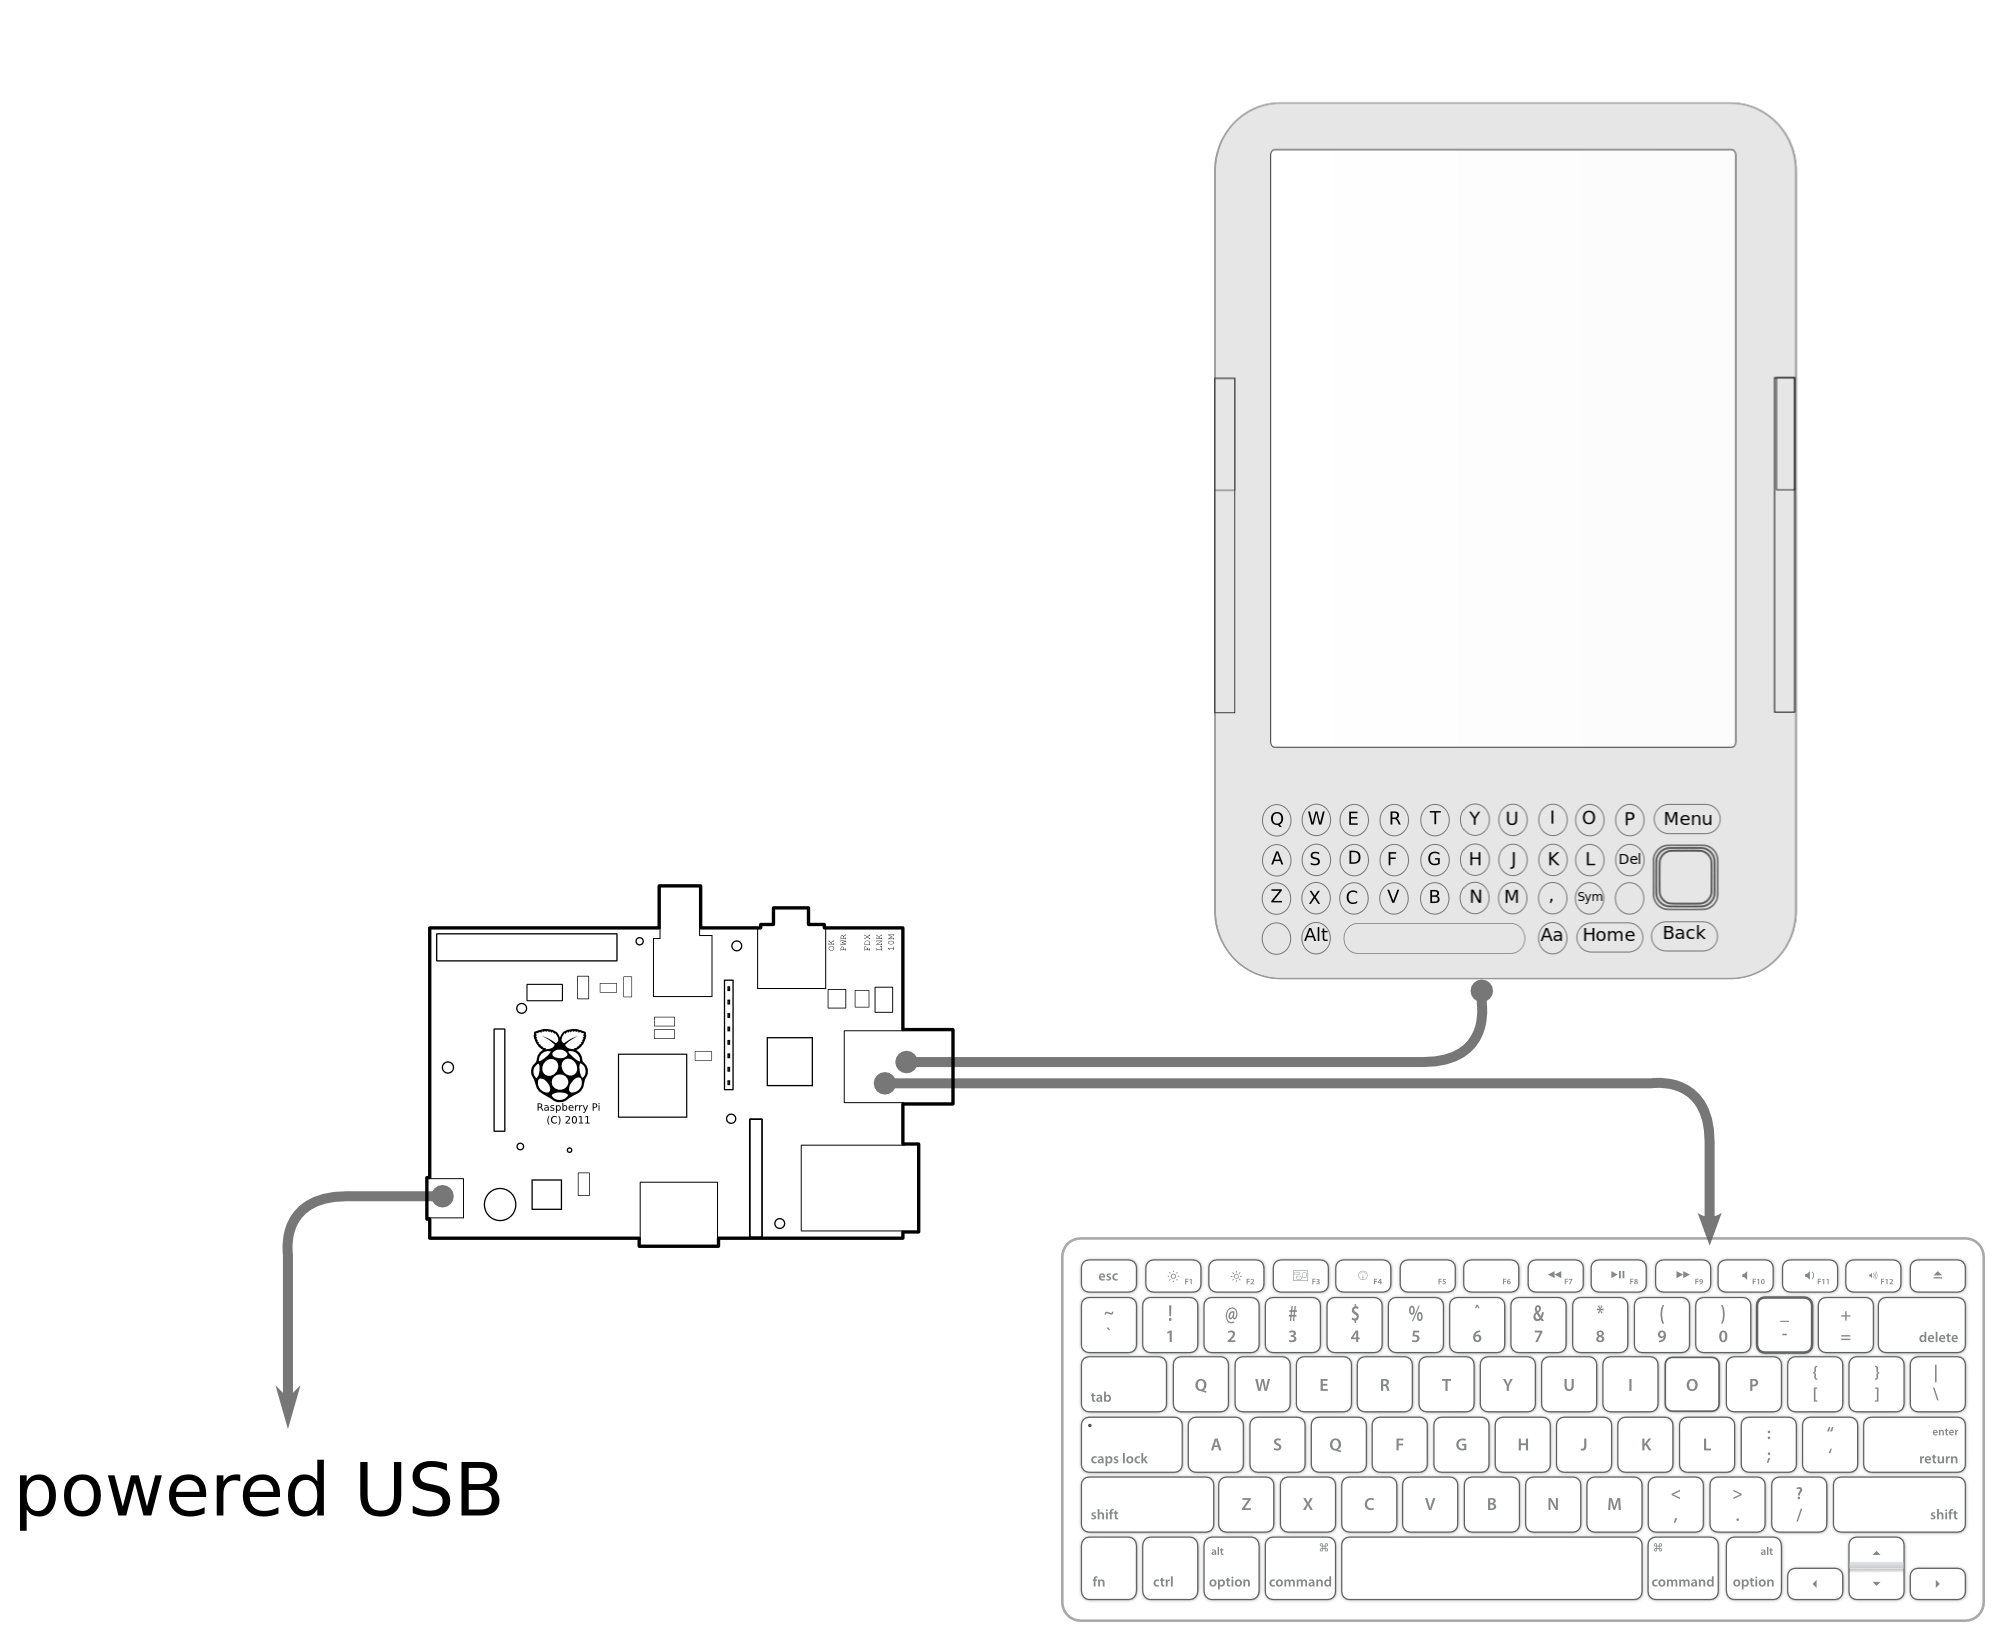 Q W E R T Y U I O P Menu
A S D F G H J K L Del
Z X C V B N M , Sym
Alt Aa Home Back
OK PWR FDX LNK 10M
Raspberry Pi
(C) 2011
powered USB
esc F1 F2 F3 F4 F5 F6 F7 F8 F9 F10 F11 F12
~ ! @ # $ % ^ & * ( ) _ +
` 1 2 3 4 5 6 7 8 9 0 - = delete
tab Q W E R T Y U I O P { [ } ] | \
caps lock A S Q F G H J K L : ; “ ‘ enter return
shift Z X C V B N M < , > . ? / shift
fn ctrl alt option ⌘ command ⌘ command alt option